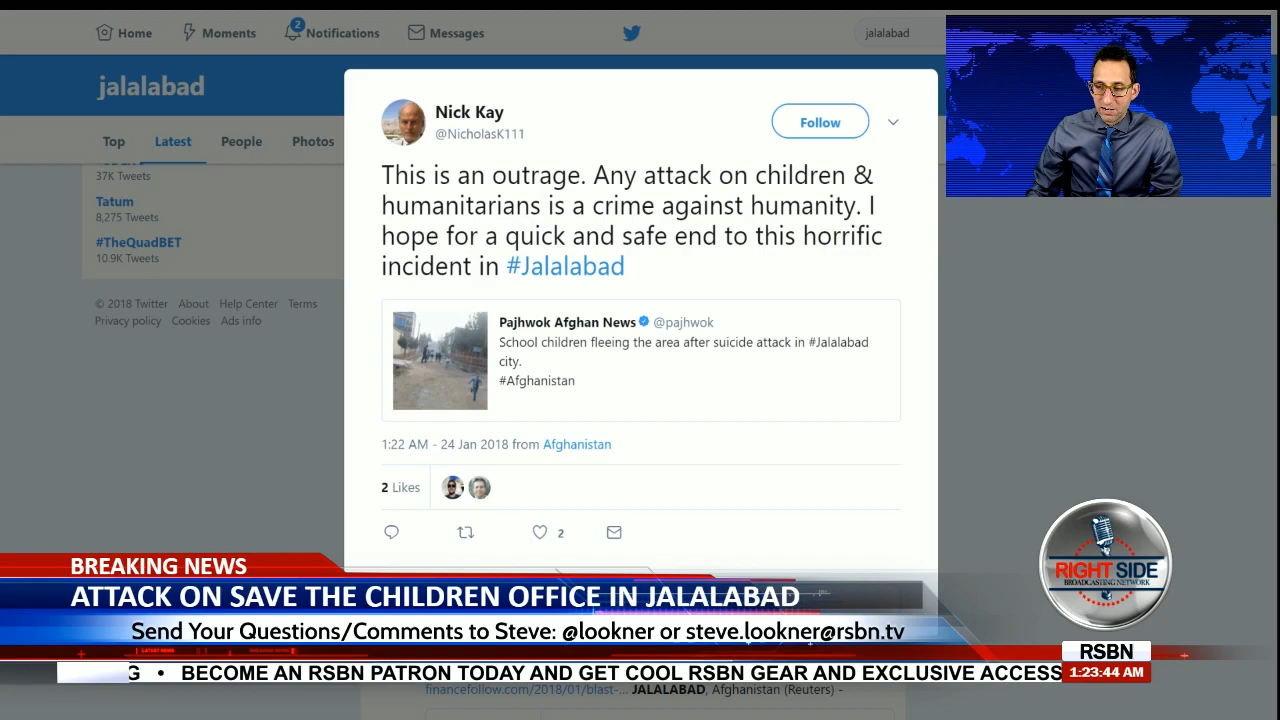 Home
Moments
2
Notifications
Messages
jalalabad
jalalabad
Top
Latest
People
Photos
37K Tweets
Tatum
8,275 Tweets
#TheQuadBET
10.9K Tweets
© 2018 Twitter About Help Center Terms
Privacy policy Cookies Ads info
Nick Kay
@NicholasK111
Follow
This is an outrage. Any attack on children &
humanitarians is a crime against humanity. I
hope for a quick and safe end to this horrific
incident in #Jalalabad
Pajhwok Afghan News @pajhwok
School children fleeing the area after suicide attack in #Jalalabad
city.
#Afghanistan
1:22 AM - 24 Jan 2018 from Afghanistan
2 Likes
2
BREAKING NEWS
ATTACK ON SAVE THE CHILDREN OFFICE IN JALALABAD
Send Your Questions/Comments to Steve: @lookner or steve.lookner@rsbn.tv
LATEST NEWS
BREAKING NEWS
RIGHT SIDE
BROADCASTING NETWORK
RSBN
1:23:44 AM
G • BECOME AN RSBN PATRON TODAY AND GET COOL RSBN GEAR AND EXCLUSIVE ACCESS
financefollow.com/2018/01/blast-... JALALABAD, Afghanistan (Reuters) -